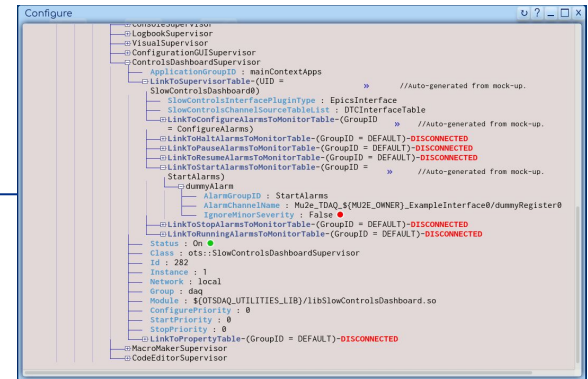 Configure
ConsoleSupervisor
LogbookSupervisor
VisualSupervisor
ConfigurationGUISupervisor
ControlsDashboardSupervisor
ApplicationGroupID : mainContextApps
LinkToSupervisorTable-(UID = » //Auto-generated from mock-up.
SlowControlsDashboard0)
SlowControlsInterfacePluginType : EpicsInterface
SlowControlsChannelSourceTableList : DTCInterfaceTable
LinkToConfigureAlarmsToMonitorTable-(GroupID » //Auto-generated from mock-up.
= ConfigureAlarms)
LinkToHaltAlarmsToMonitorTable-(GroupID = DEFAULT)-DISCONNECTED
LinkToPauseAlarmsToMonitorTable-(GroupID = DEFAULT)-DISCONNECTED
LinkToResumeAlarmsToMonitorTable-(GroupID = DEFAULT)-DISCONNECTED
LinkToStartAlarmsToMonitorTable-(GroupID = » //Auto-generated from mock-up.
StartAlarms)
dummyAlarm
AlarmGroupID : StartAlarms
AlarmChannelName : Mu2e_TDAQ_${MU2E_OWNER}_ExampleInterface0/dummyRegister0
IgnoreMinorSeverity : False
LinkToStopAlarmsToMonitorTable-(GroupID = DEFAULT)-DISCONNECTED
LinkToRunningAlarmsToMonitorTable-(GroupID = DEFAULT)-DISCONNECTED
Status : On
Class : ots::SlowControlsDashboardSupervisor
Id : 282
Instance : 1
Network : local
Group : daq
Module : ${OTSDAQ_UTILITIES_LIB}/libSlowControlsDashboard.so
ConfigurePriority : 0
StartPriority : 0
StopPriority : 0
LinkToPropertyTable-(GroupID = DEFAULT)-DISCONNECTED
MacroMakerSupervisor
CodeEditorSupervisor